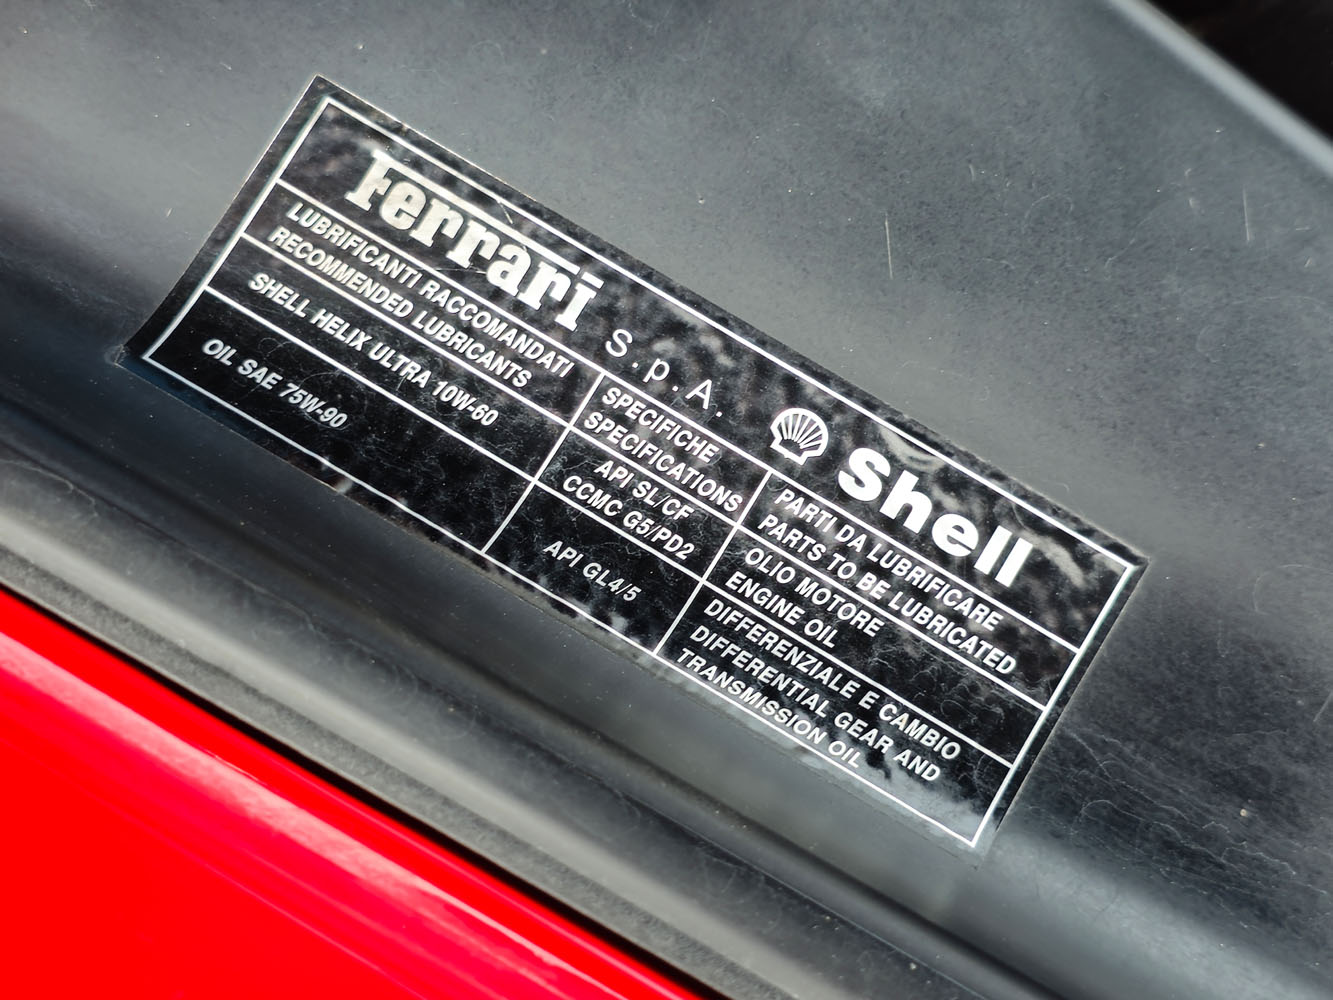 Ferrari S.p.A. Shell
LUBRIFICANTI RACCOMANDATI
RECOMMENDED LUBRICANTS
SPECIFICHE
SPECIFICATIONS
PARTI DA LUBRIFICARE
PARTS TO BE LUBRICATED
SHELL HELIX ULTRA 10W-60
API SL/CF
CCMC G5/PD2
OLIO MOTORE
ENGINE OIL
OIL SAE 75W-90
API GL4/5
DIFFERENZIALE E CAMBIO
DIFFERENTIAL GEAR AND
TRANSMISSION OIL